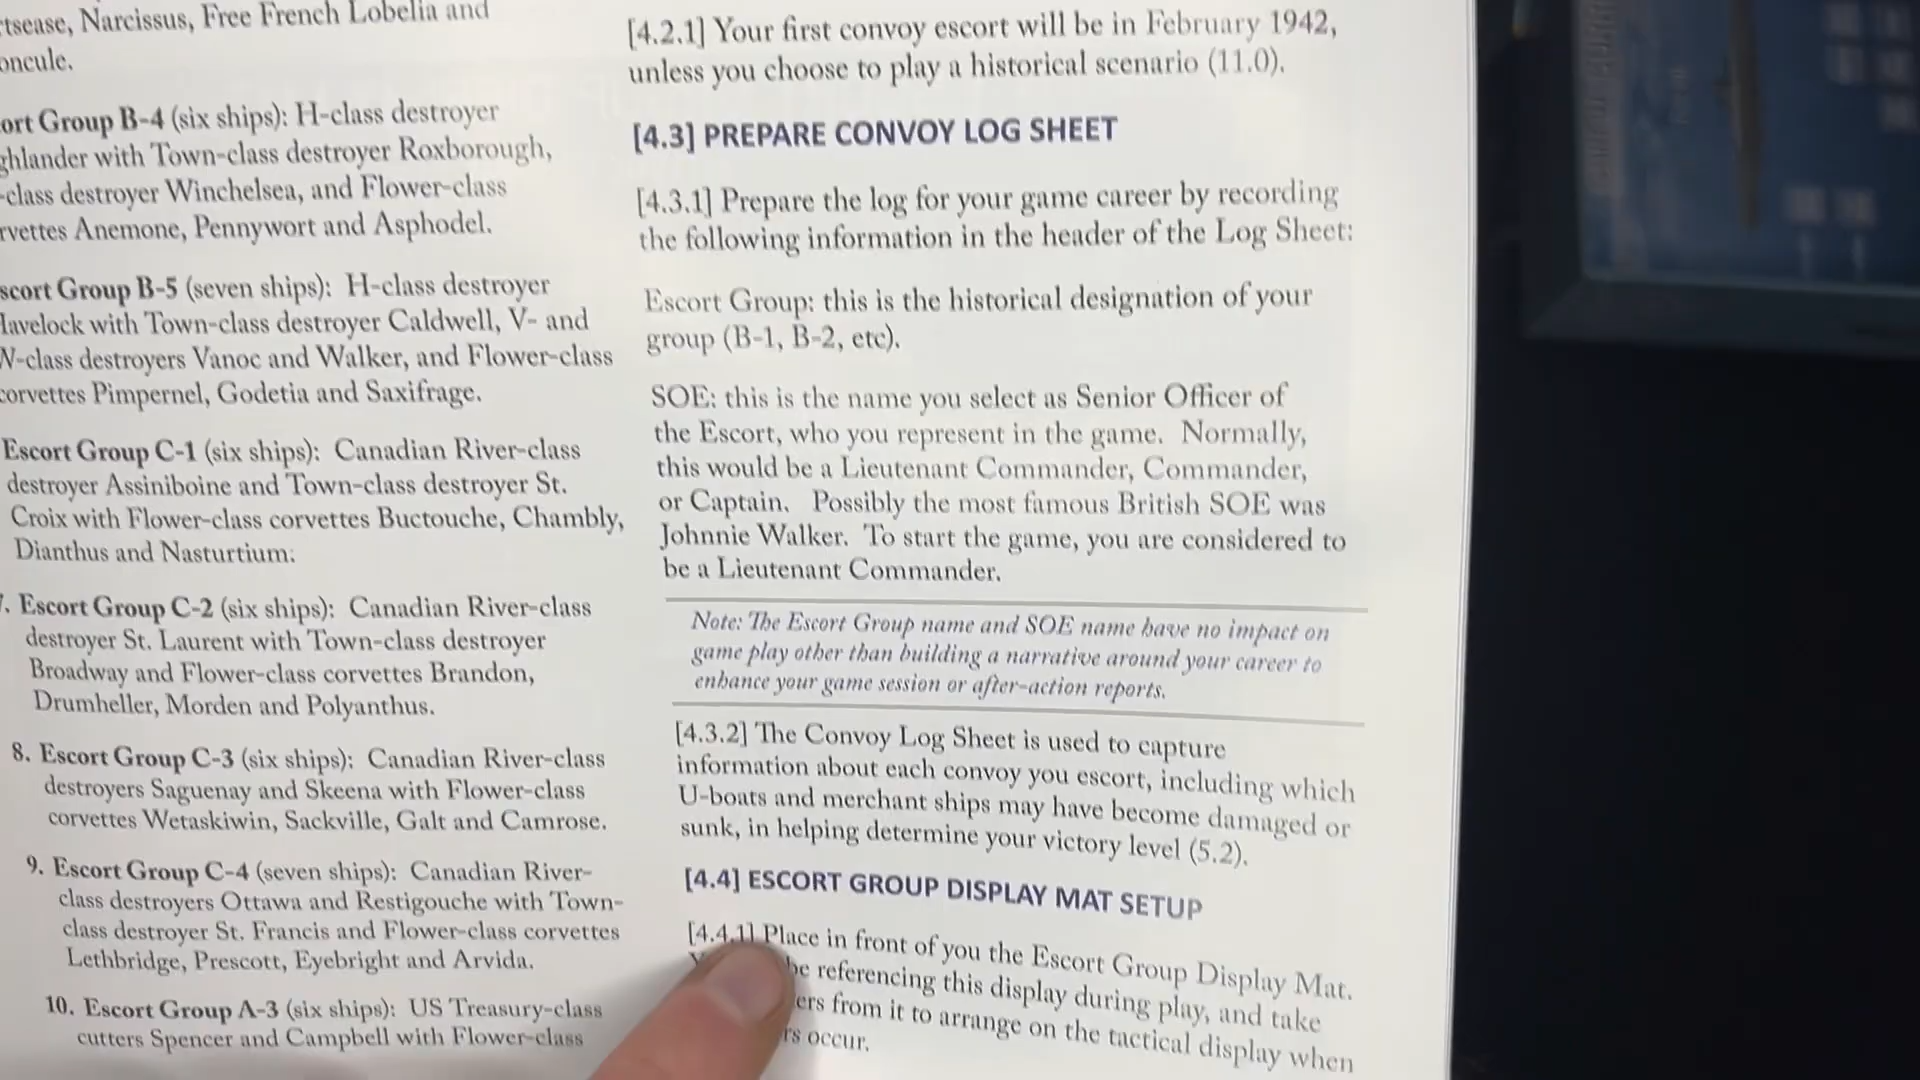 rtsease, Narcissus, Free French Lobelia and
oncule.
ort Group B-4 (six ships): H-class destroyer
ghlander with Town-class destroyer Roxborough,
-class destroyer Winchelsea, and Flower-class
rvettes Anemone, Pennywort and Asphodel.
scort Group B-5 (seven ships): H-class destroyer
Havelock with Town-class destroyer Caldwell, V- and
W-class destroyers Vanoc and Walker, and Flower-class
corvettes Pimpernel, Godetia and Saxifrage.
Escort Group C-1 (six ships): Canadian River-class
destroyer Assiniboine and Town-class destroyer St.
Croix with Flower-class corvettes Buctouche, Chambly,
Dianthus and Nasturtium.
7. Escort Group C-2 (six ships): Canadian River-class
destroyer St. Laurent with Town-class destroyer
Broadway and Flower-class corvettes Brandon,
Drumheller, Morden and Polyanthus.
8. Escort Group C-3 (six ships): Canadian River-class
destroyers Saguenay and Skeena with Flower-class
corvettes Wetaskiwin, Sackville, Galt and Camrose.
9. Escort Group C-4 (seven ships): Canadian River-
class destroyers Ottawa and Restigouche with Town-
class destroyer St. Francis and Flower-class corvettes
Lethbridge, Prescott, Eyebright and Arvida.
10. Escort Group A-3 (six ships): US Treasury-class
cutters Spencer and Campbell with Flower-class
[4.2.1] Your first convoy escort will be in February 1942,
unless you choose to play a historical scenario (11.0).
[4.3] PREPARE CONVOY LOG SHEET
[4.3.1] Prepare the log for your game career by recording
the following information in the header of the Log Sheet:
Escort Group: this is the historical designation of your
group (B-1, B-2, etc).
SOE: this is the name you select as Senior Officer of
the Escort, who you represent in the game. Normally,
this would be a Lieutenant Commander, Commander,
or Captain. Possibly the most famous British SOE was
Johnnie Walker. To start the game, you are considered to
be a Lieutenant Commander.
Note: The Escort Group name and SOE name have no impact on
game play other than building a narrative around your career to
enhance your game session or after-action reports.
[4.3.2] The Convoy Log Sheet is used to capture
information about each convoy you escort, including which
U-boats and merchant ships may have become damaged or
sunk, in helping determine your victory level (5.2).
[4.4] ESCORT GROUP DISPLAY MAT SETUP
[4.4.1] Place in front of you the Escort Group Display Mat.
be referencing this display during play, and take
ers from it to arrange on the tactical display when
rs occur.